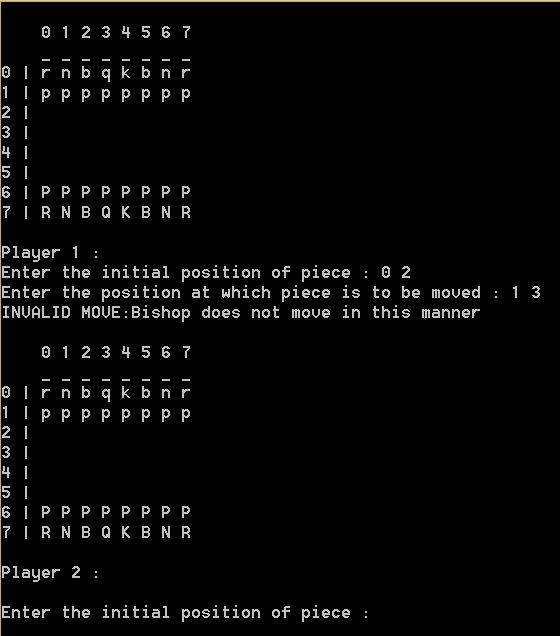 0 1 2 3 4 5 6 7
_ _ _ _ _ _ _ _
0 | r n b q k b n r
1 | p p p p p p p p
2 |
3 |
4 |
5 |
6 | P P P P P P P P
7 | R N B Q K B N R
Player 1 :
Enter the initial position of piece : 0 2
Enter the position at which piece is to be moved : 1 3
INVALID MOVE:Bishop does not move in this manner
0 1 2 3 4 5 6 7
_ _ _ _ _ _ _ _
0 | r n b q k b n r
1 | p p p p p p p p
2 |
3 |
4 |
5 |
6 | P P P P P P P P
7 | R N B Q K B N R
Player 2 :
Enter the initial position of piece :